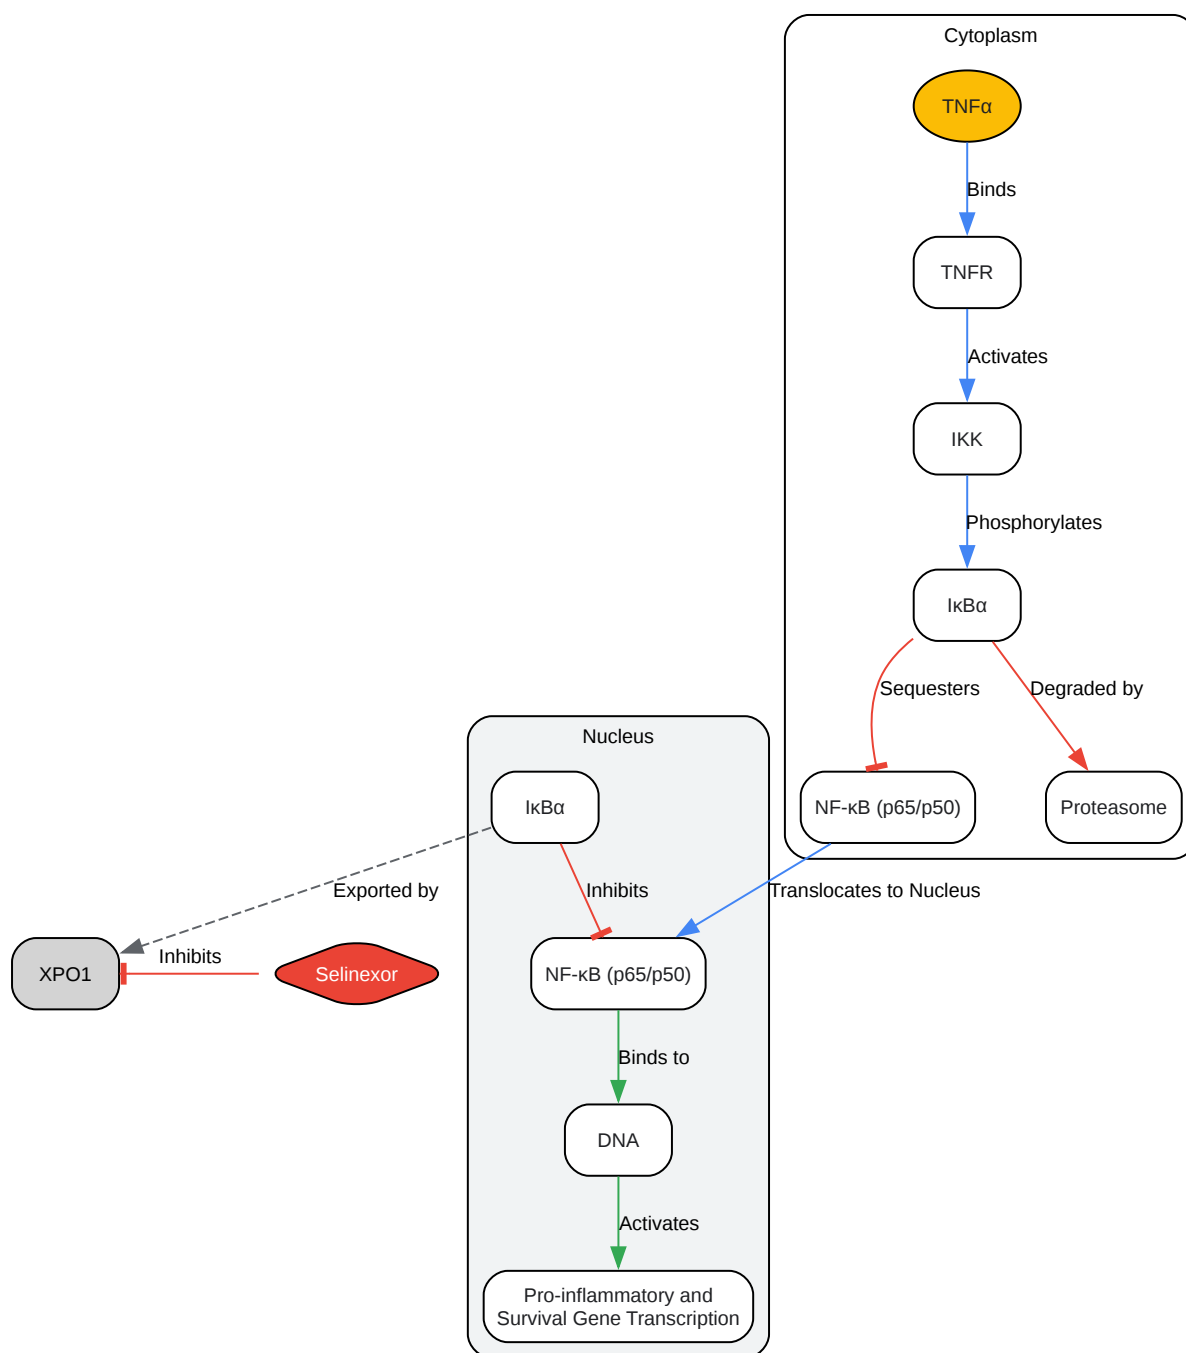 Cytoplasm
TNFα
Binds
TNFR
Activates
IKK
Phosphorylates
IκBα
Sequesters
Degraded by
Nucleus
IκBα
NF-κB (p65/p50)
Proteasome
Exported by
Inhibits
Translocates to Nucleus
XPO1
Inhibits
Selinexor
NF-κB (p65/p50)
Binds to
DNA
Activates
Pro-inflammatory and
Survival Gene Transcription